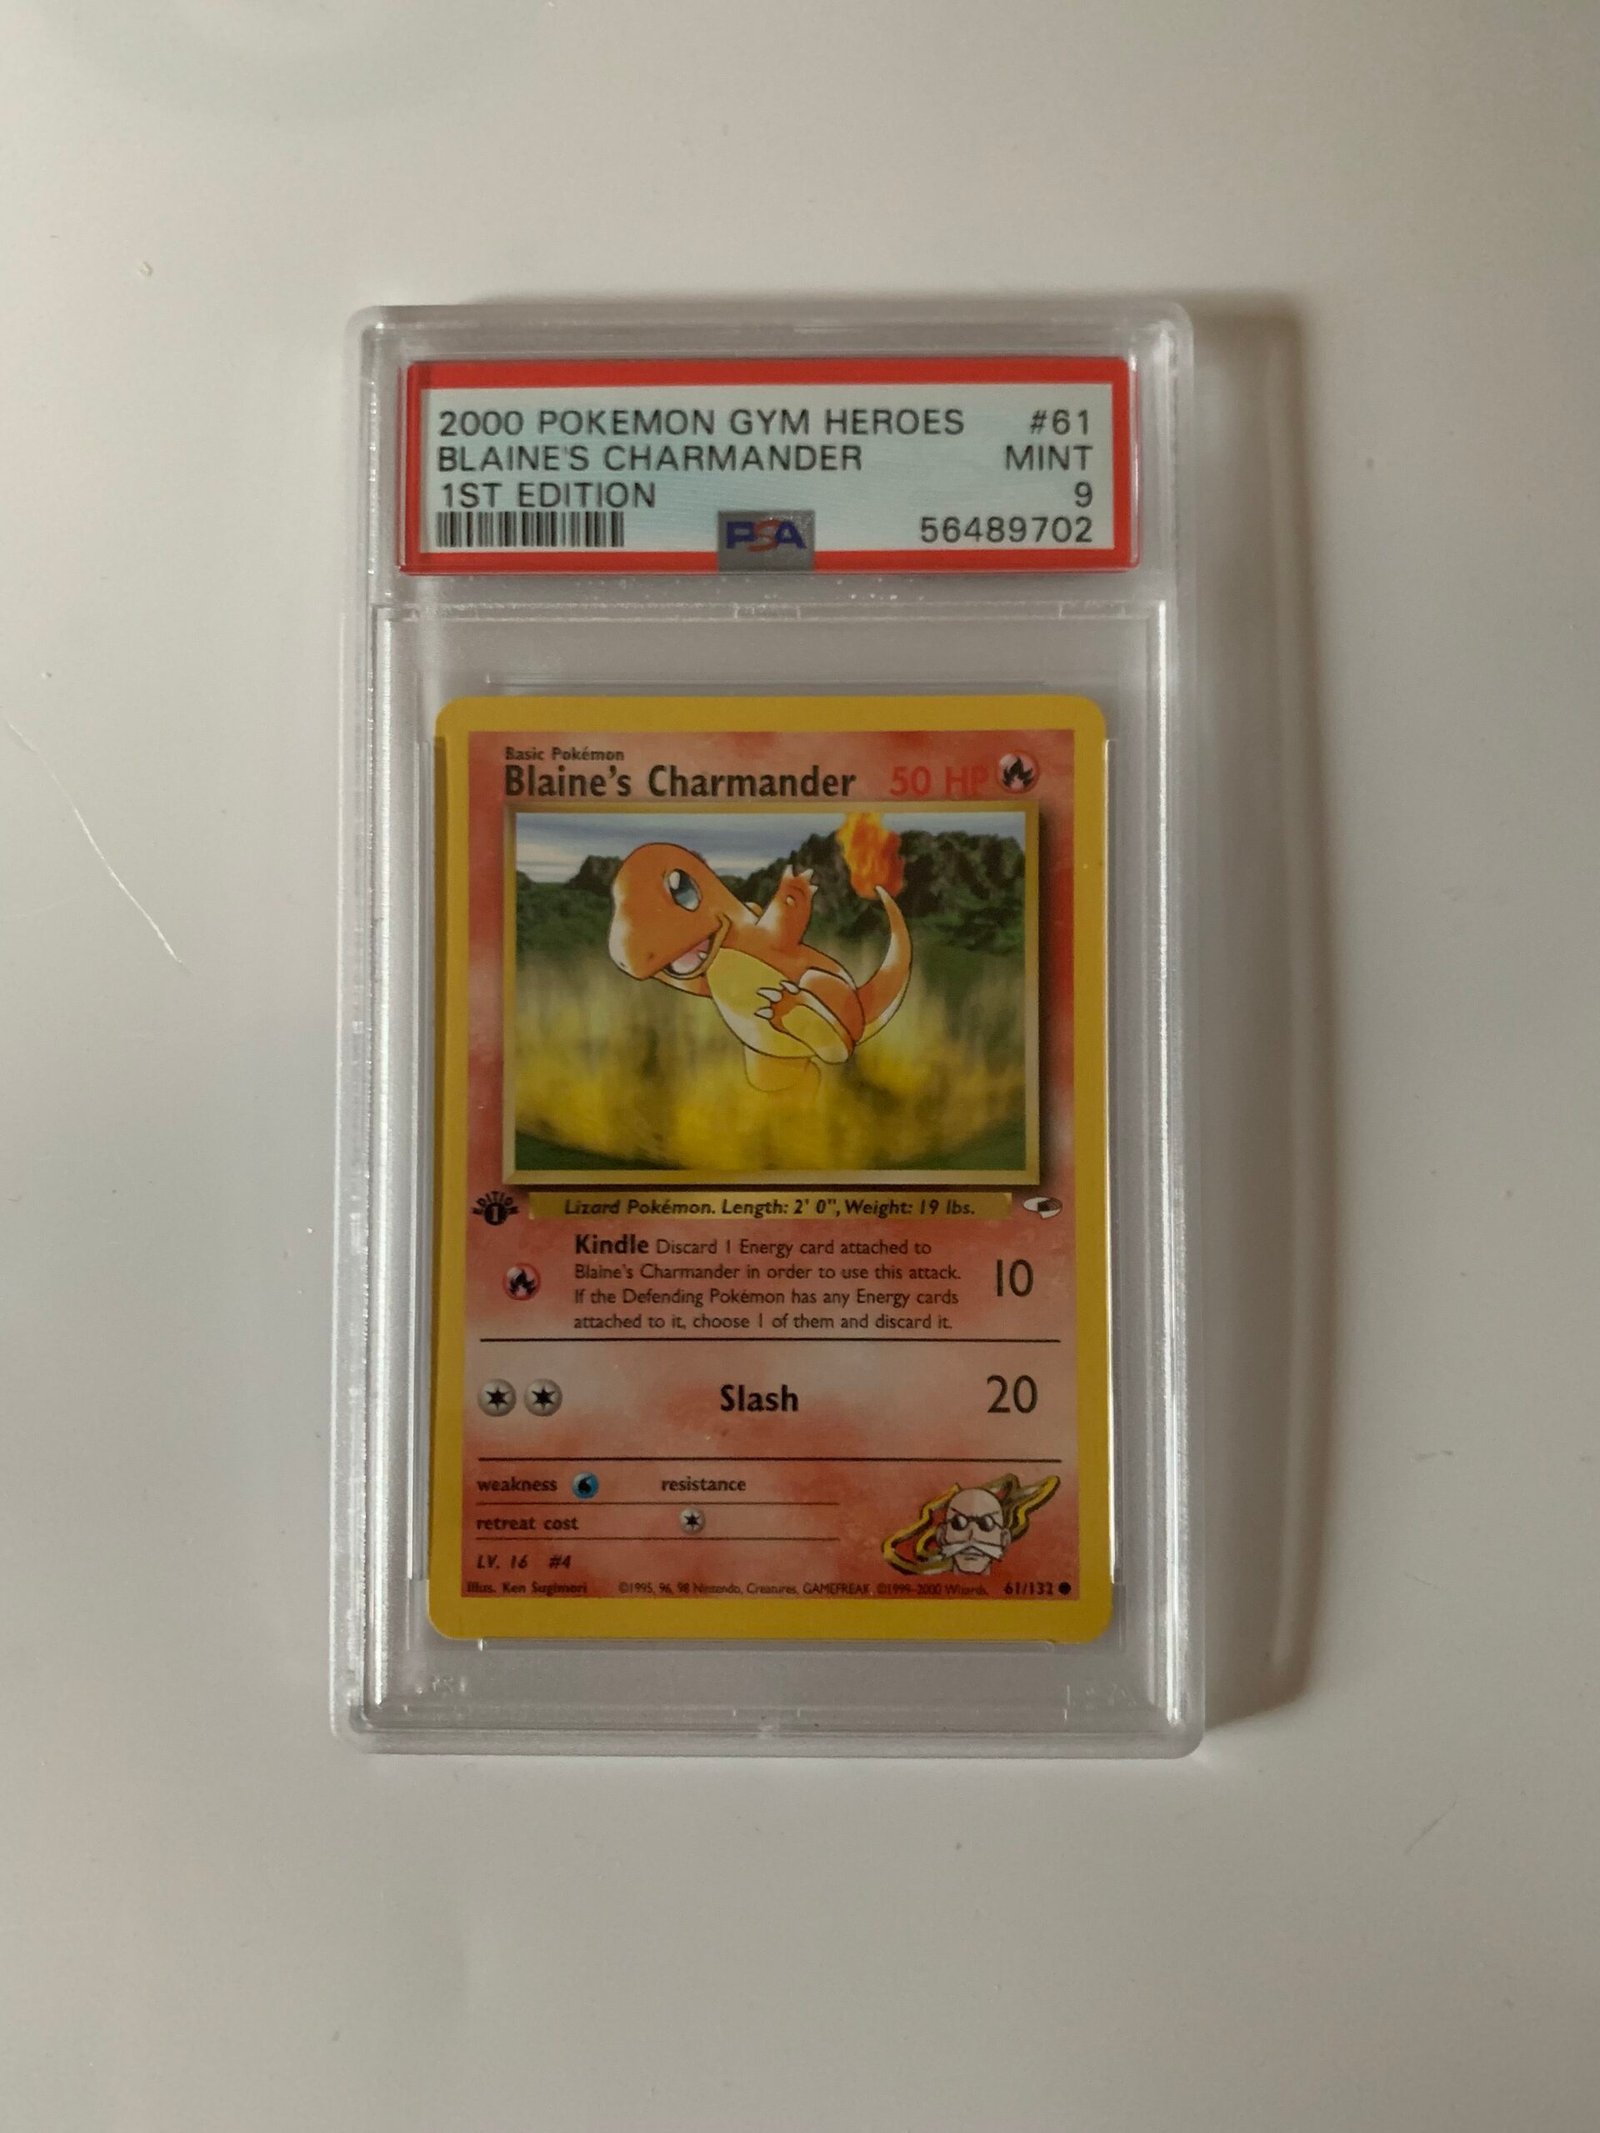 2000 POKEMON GYM HEROES #61
BLAINE'S CHARMANDER MINT
1ST EDITION 9
PSA 56489702
Basic Pokémon
Blaine's Charmander 50 HP
EDITION 1
Lizard Pokémon. Length: 2' 0", Weight: 19 lbs.
Kindle Discard 1 Energy card attached to
Blaine's Charmander in order to use this attack.
If the Defending Pokémon has any Energy cards
attached to it, choose 1 of them and discard it.
10
Slash 20
weakness resistance
retreat cost
LV. 16 #4
Illus. Ken Sugimori ©1995, 96, 98 Nintendo, Creatures, GAMEFREAK. ©1999-2000 Wizards. 61/132